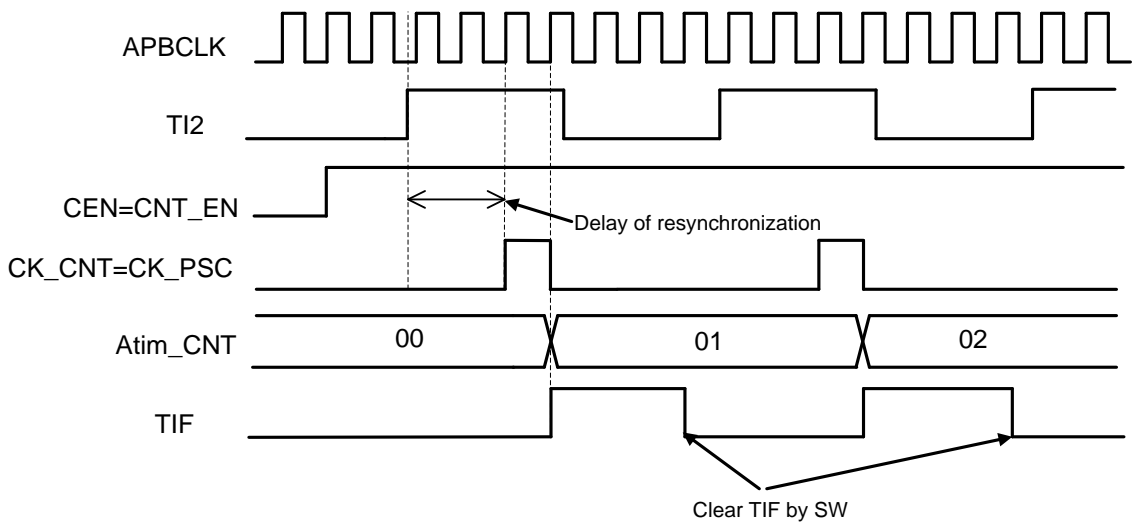 APBCLK
TI2
CEN=CNT_EN
Delay of resynchronization
CK_CNT=CK_PSC
Atim_CNT 00 01 02
TIF
Clear TIF by SW